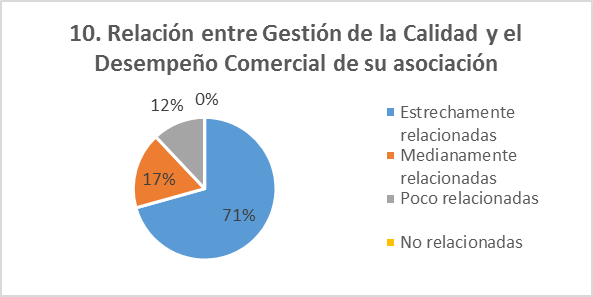 10. Relación entre Gestión de la Calidad y el
Desempeño Comercial de su asociación
12%
0%
17%
71%
Estrechamente
relacionadas
Medianamente
relacionadas
Poco relacionadas
No relacionadas